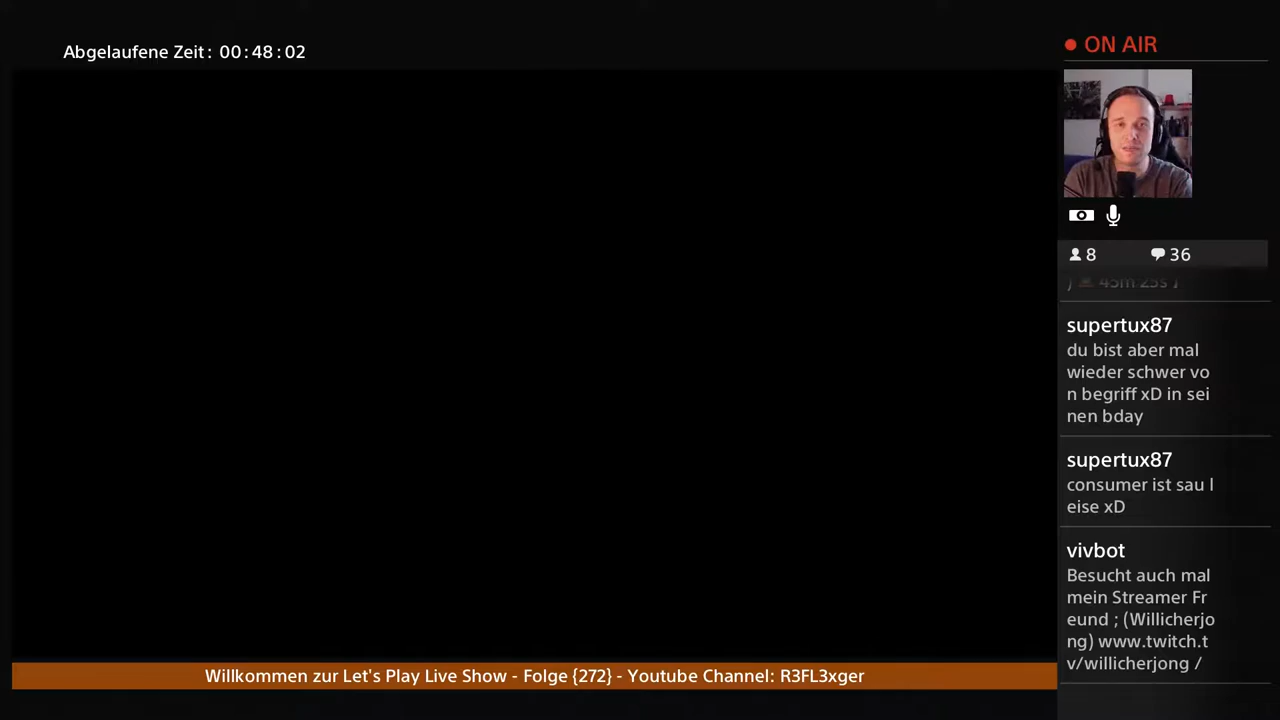 Abgelaufene Zeit: 00:48:02
ON AIR
8 36
45m 25s
supertux87
du bist aber mal
wieder schwer vo
n begriff xD in sei
nen bday
supertux87
consumer ist sau l
eise xD
vivbot
Besucht auch mal
mein Streamer Fr
eund ; (Willicherjo
ng) www.twitch.t
v/willicherjong /
Willkommen zur Let's Play Live Show - Folge {272} - Youtube Channel: R3FL3xger